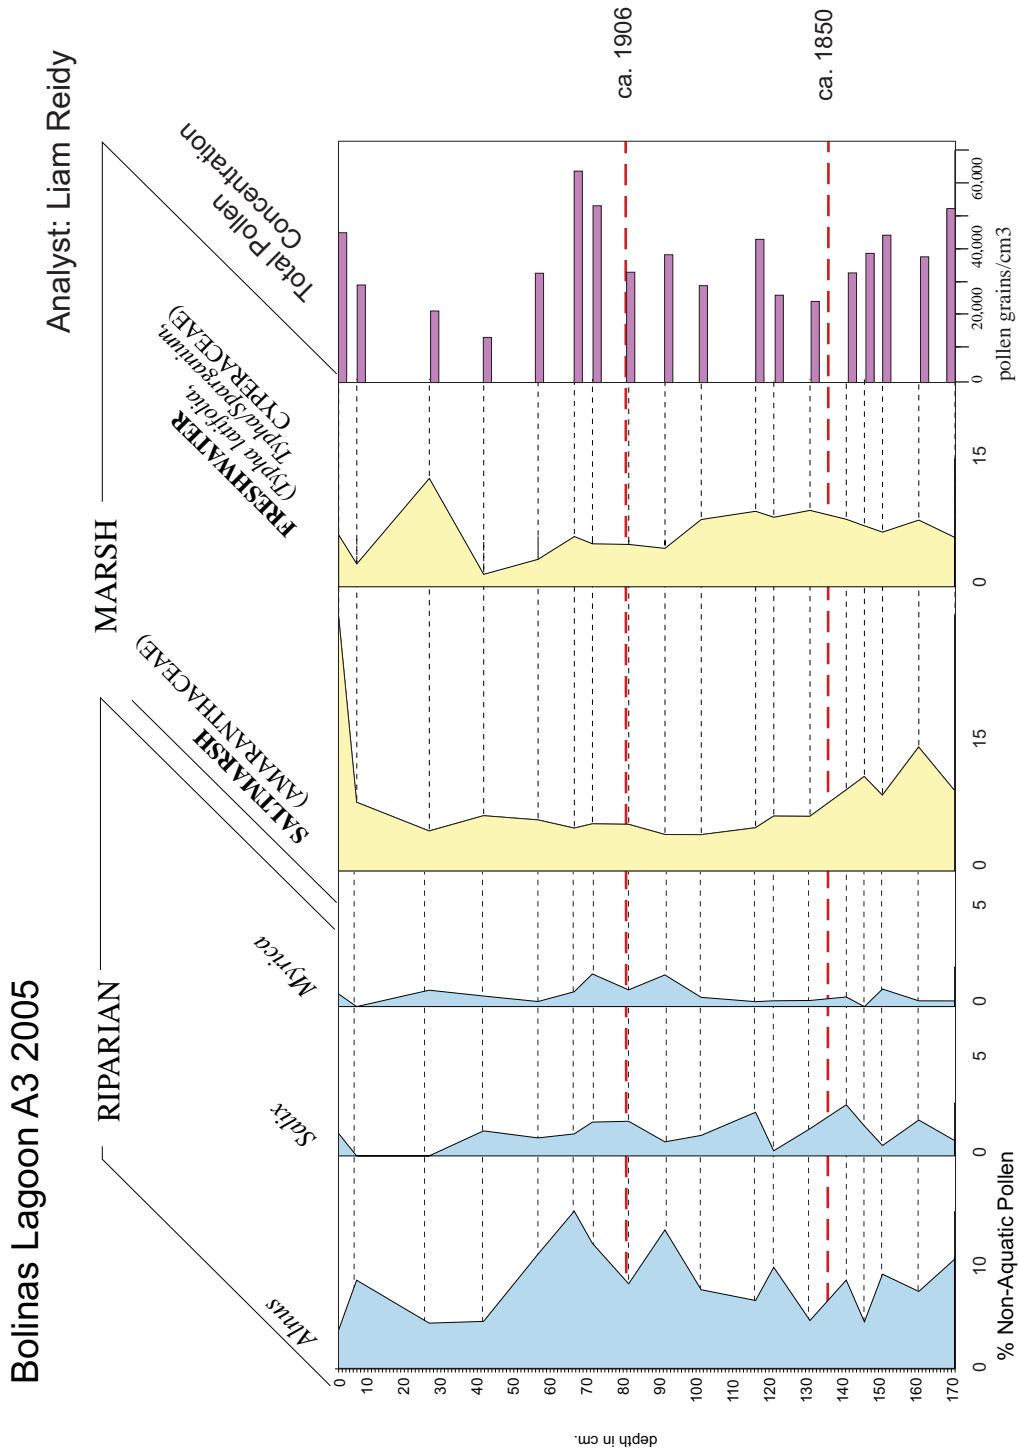 Bolinas Lagoon A3 2005
Analyst: Liam Reidy
RIPARIAN
MARSH
Alnus
Salix
Myrica
SALTMARSH
(AMARANTHACEAE)
FRESHWATER
(Typha latifolia,
Typha/Sparganium,
CYPERACEAE)
Total Pollen
Concentration
depth in cm.
0
10
20
30
40
50
60
70
80
90
100
110
120
130
140
150
160
170
ca. 1906
ca. 1850
0 10
0 5
0 5
0 15
0 15
0 20,000 40,000 60,000
% Non-Aquatic Pollen
pollen grains/cm3